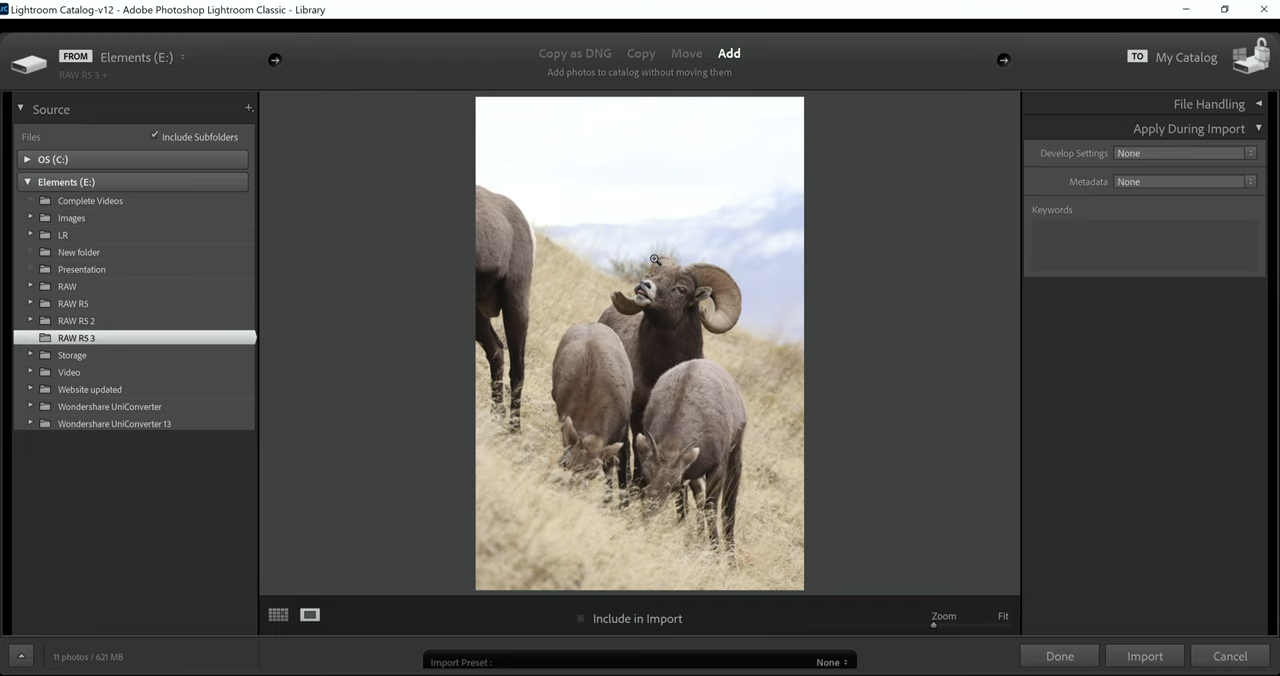 Lightroom Catalog-v12 - Adobe Photoshop Lightroom Classic - Library
FROM Elements (E:)
RAW R5 3 +
Copy as DNG Copy Move Add
Add photos to catalog without moving them
TO My Catalog
Source
Files Include Subfolders
OS (C:)
Elements (E:)
Complete Videos
Images
LR
New folder
Presentation
RAW
RAW R5
RAW R5 2
RAW R5 3
Storage
Video
Website updated
Wondershare UniConverter
Wondershare UniConverter 13
File Handling
Apply During Import
Develop Settings None
Metadata None
Keywords
Include in Import
Zoom Fit
11 photos / 621 MB
Import Preset : None
Done Import Cancel